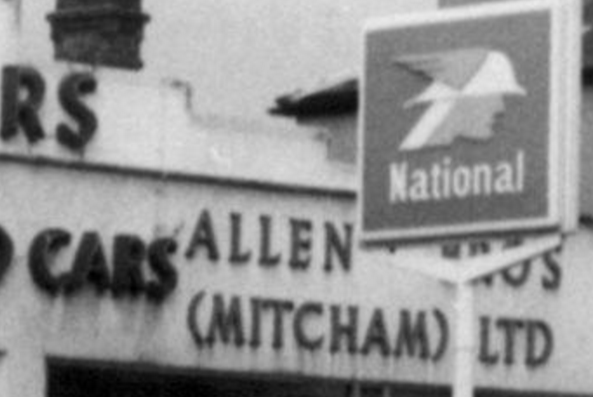 RS
CARS
National
ALLEN
(MITCHAM) LTD